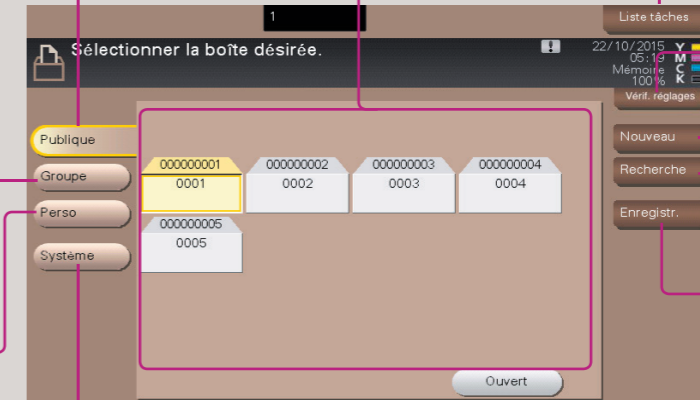 1
Liste tâches
Sélectionner la boîte désirée.
22/10/2015
05:19
Mémoire
100%
Y
M
C
K
Vérif. réglages
Publique
Groupe
Perso
Système
000000001
0001
000000002
0002
000000003
0003
000000004
0004
000000005
0005
Nouveau
Recherche
Enregistr.
Ouvert